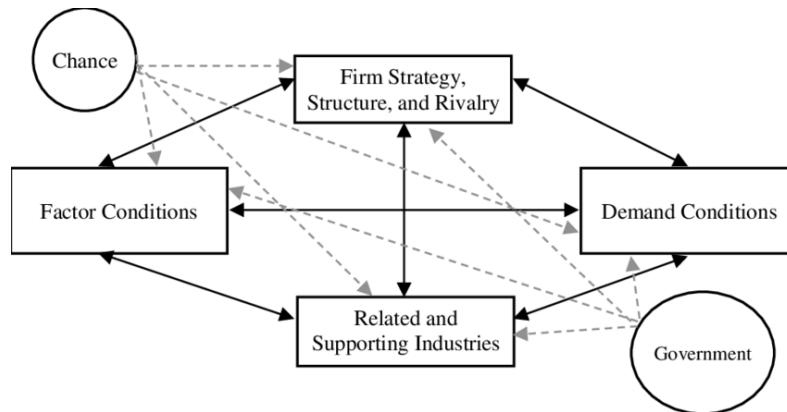 Chance
Firm Strategy,
Structure, and Rivalry
Factor Conditions
Demand Conditions
Related and
Supporting Industries
Government